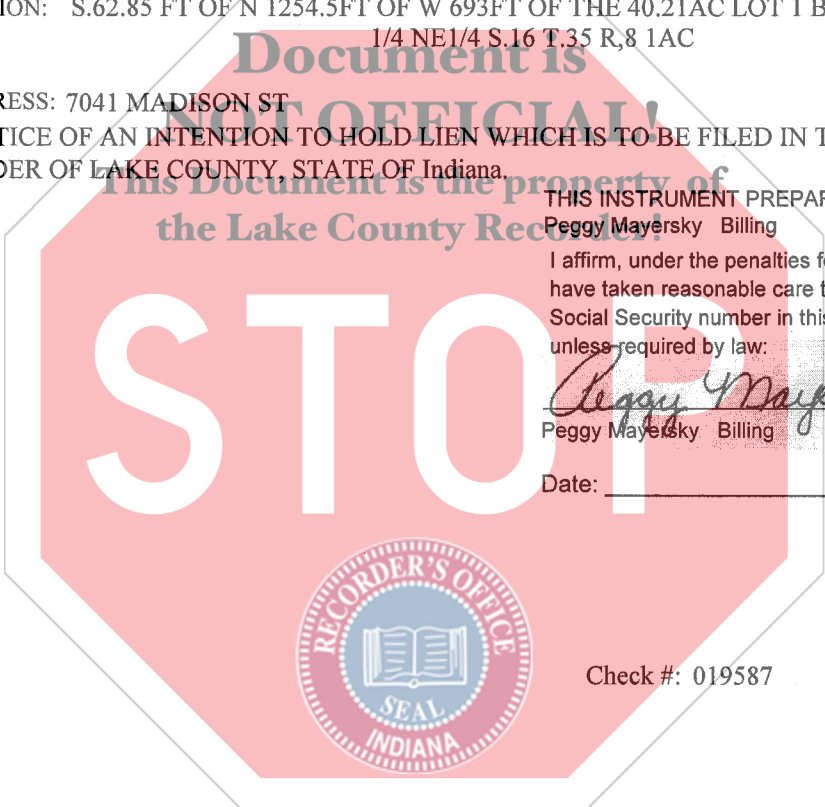 ION: S.62.85 FT OF N 1254.5FT OF W 693FT OF THE 40.21AC LOT 1 B
1/4 NE1/4 S.16 T.35 R,8 1AC
Document is
RESS: 7041 MADISON ST
NOT OFFICIAL!
TICE OF AN INTENTION TO HOLD LIEN WHICH IS TO BE FILED IN T
DER OF LAKE COUNTY, STATE OF Indiana.
This Document is the property of
the Lake County Recorder!
THIS INSTRUMENT PREPAR
Peggy Mayersky Billing
I affirm, under the penalties f
have taken reasonable care t
Social Security number in this
unless required by law:
Peggy Mayersky Billing
Date:
STOP
RECORDER'S OFFICE
SEAL
INDIANA
Check #: 019587